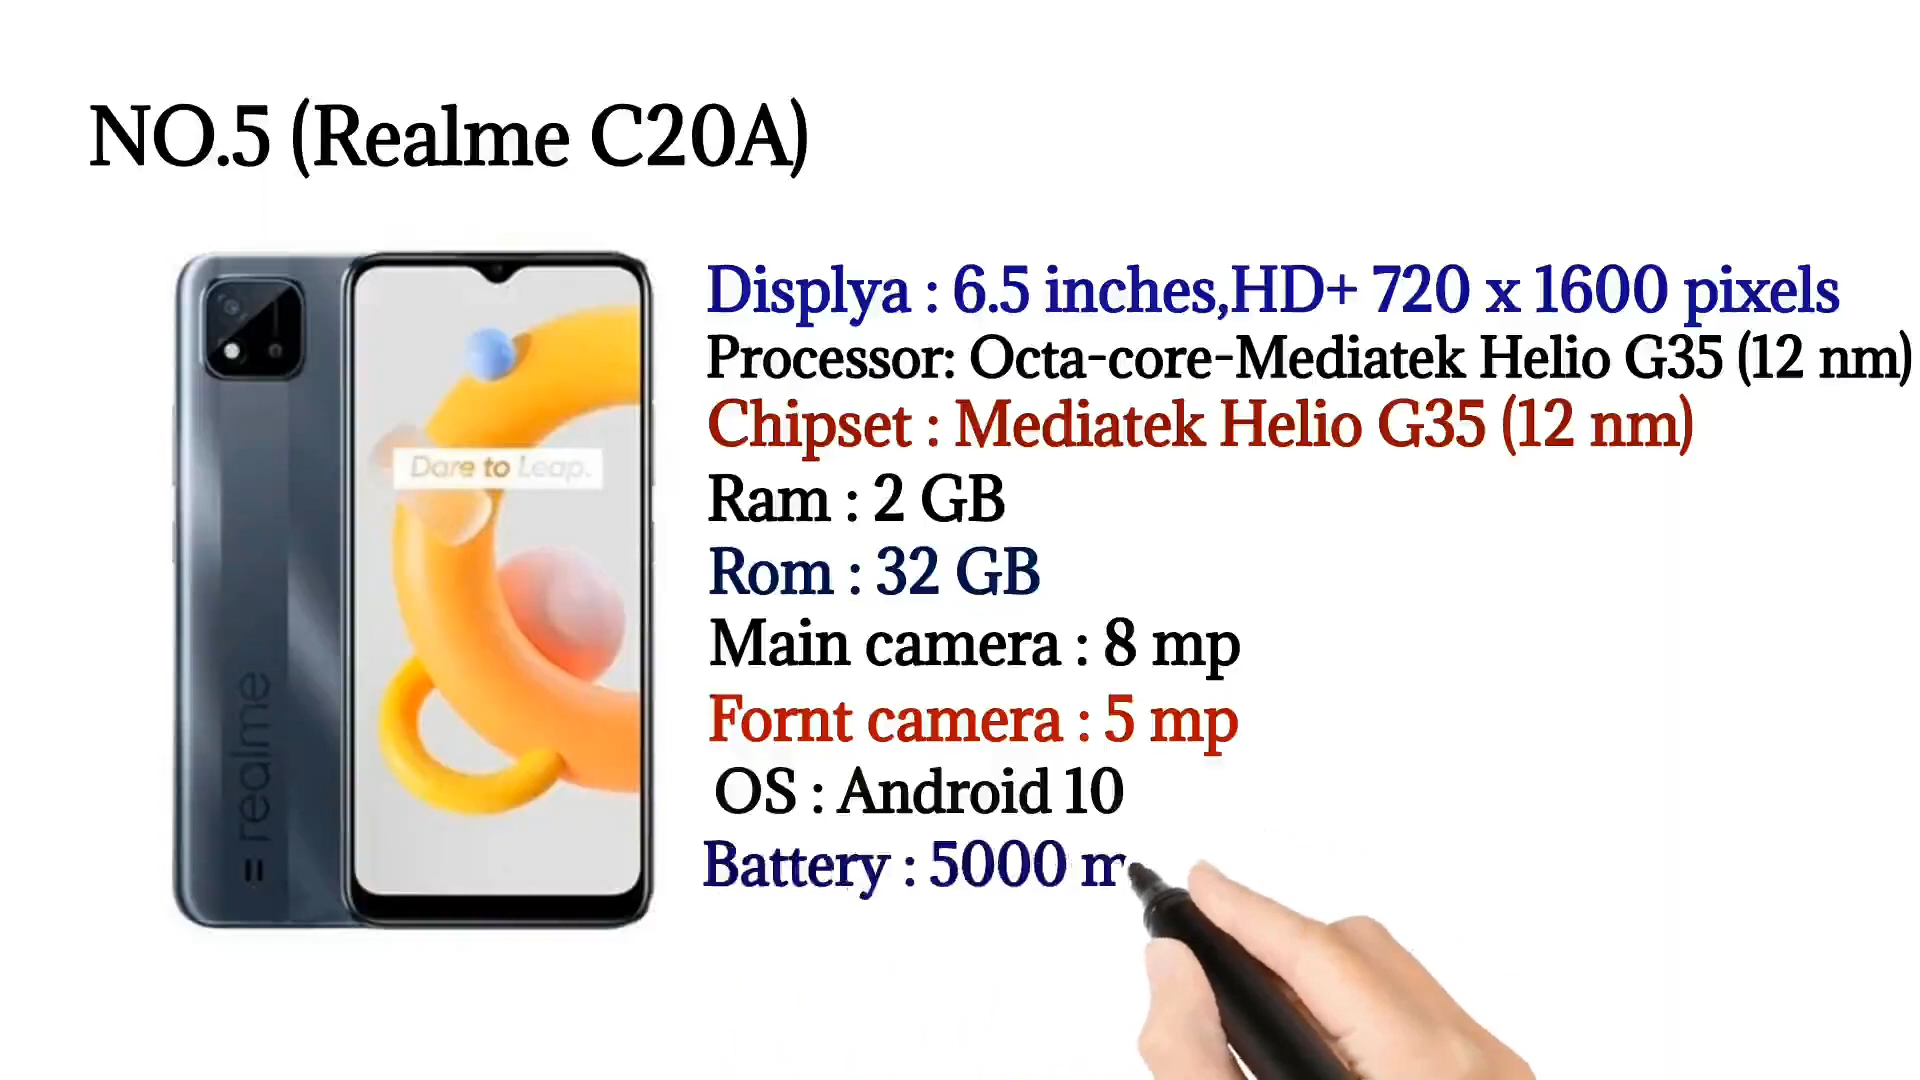 NO.5 (Realme C20A)
Displya : 6.5 inches,HD+ 720 x 1600 pixels
Processor: Octa-core-Mediatek Helio G35 (12 nm)
Chipset : Mediatek Helio G35 (12 nm)
Ram : 2 GB
Rom : 32 GB
Main camera : 8 mp
Fornt camera : 5 mp
OS : Android 10
Battery : 5000 m
Dare to Leap.
realme